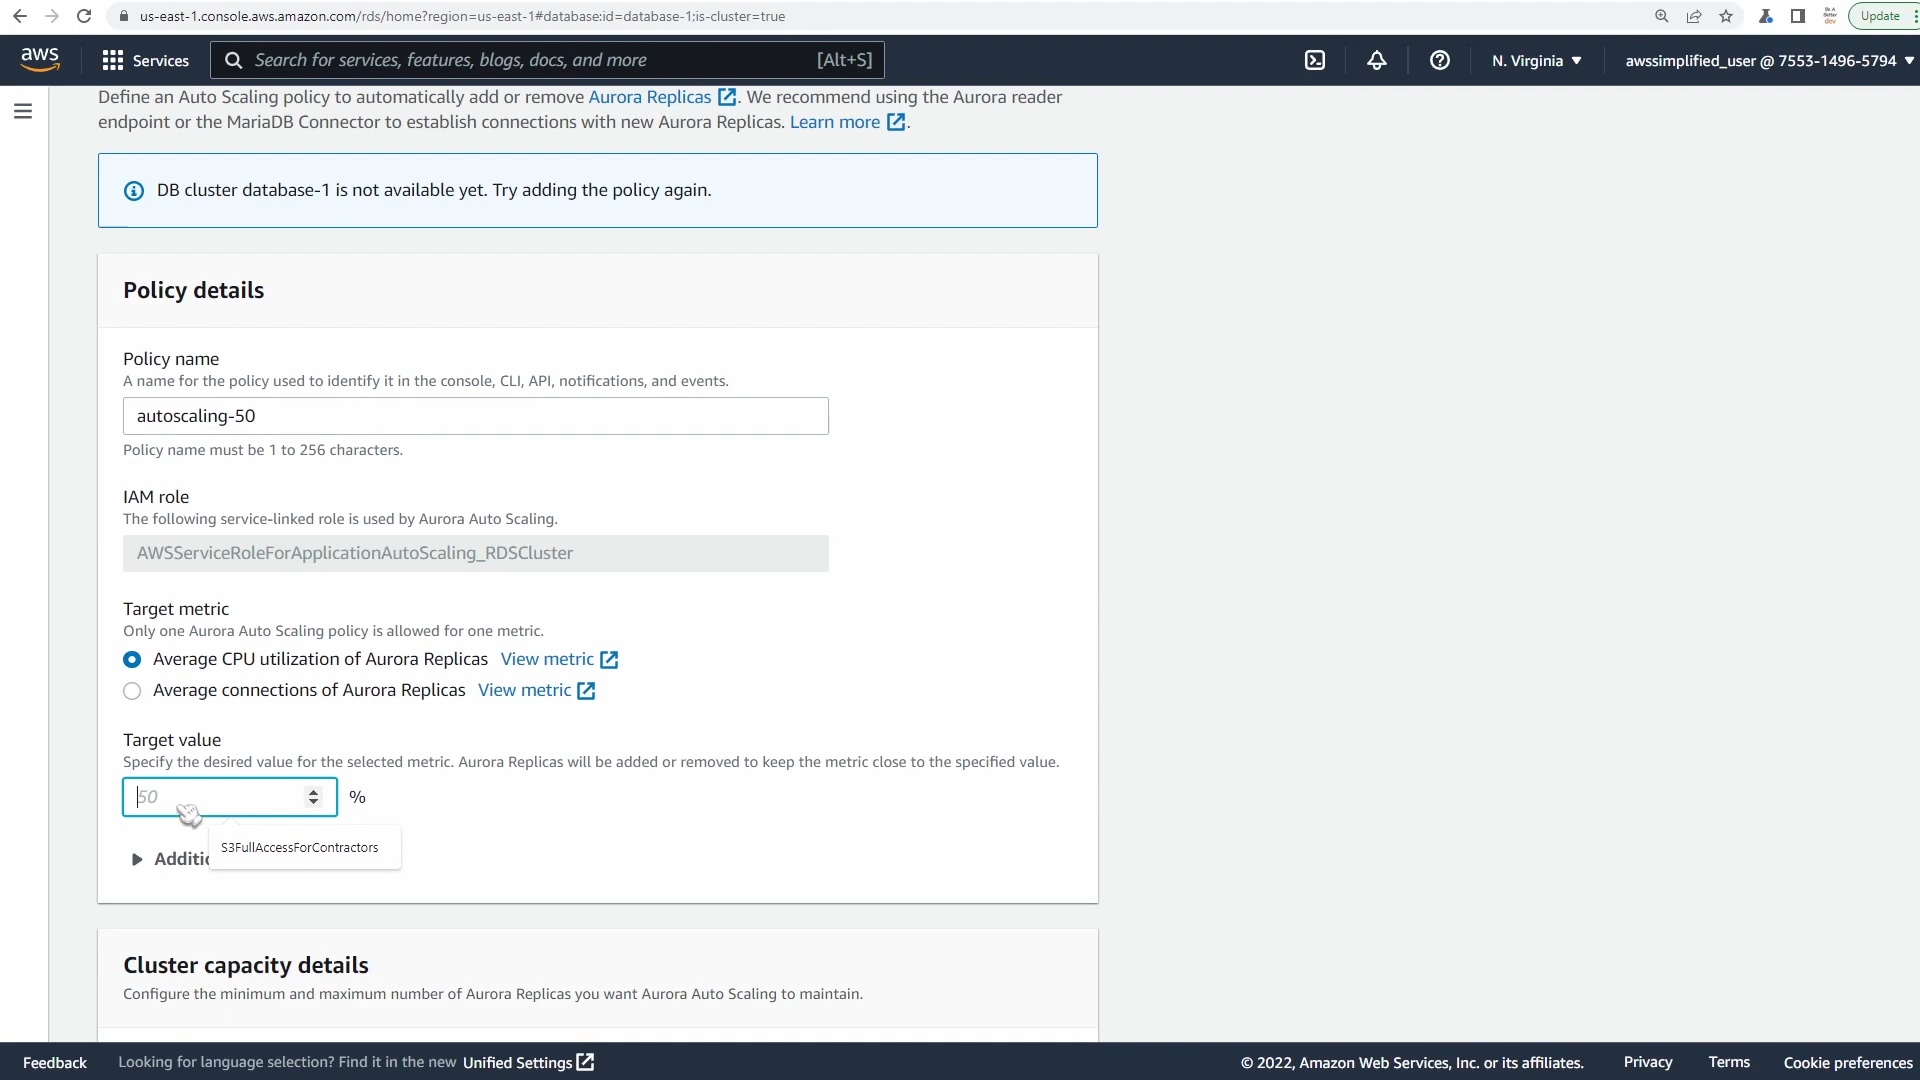 us-east-1.console.aws.amazon.com/rds/home?region=us-east-1#database:id=database-1;is-cluster=true
Update
aws
Services
Search for services, features, blogs, docs, and more
[Alt+S]
N. Virginia
awssimplified_user @ 7553-1496-5794
Define an Auto Scaling policy to automatically add or remove Aurora Replicas. We recommend using the Aurora reader
endpoint or the MariaDB Connector to establish connections with new Aurora Replicas. Learn more.
DB cluster database-1 is not available yet. Try adding the policy again.
Policy details
Policy name
A name for the policy used to identify it in the console, CLI, API, notifications, and events.
autoscaling-50
Policy name must be 1 to 256 characters.
IAM role
The following service-linked role is used by Aurora Auto Scaling.
AWSServiceRoleForApplicationAutoScaling_RDSCluster
Target metric
Only one Aurora Auto Scaling policy is allowed for one metric.
Average CPU utilization of Aurora Replicas View metric
Average connections of Aurora Replicas View metric
Target value
Specify the desired value for the selected metric. Aurora Replicas will be added or removed to keep the metric close to the specified value.
50 %
S3FullAccessForContractors
Cluster capacity details
Configure the minimum and maximum number of Aurora Replicas you want Aurora Auto Scaling to maintain.
Feedback
Looking for language selection? Find it in the new Unified Settings
© 2022, Amazon Web Services, Inc. or its affiliates.
Privacy
Terms
Cookie preferences